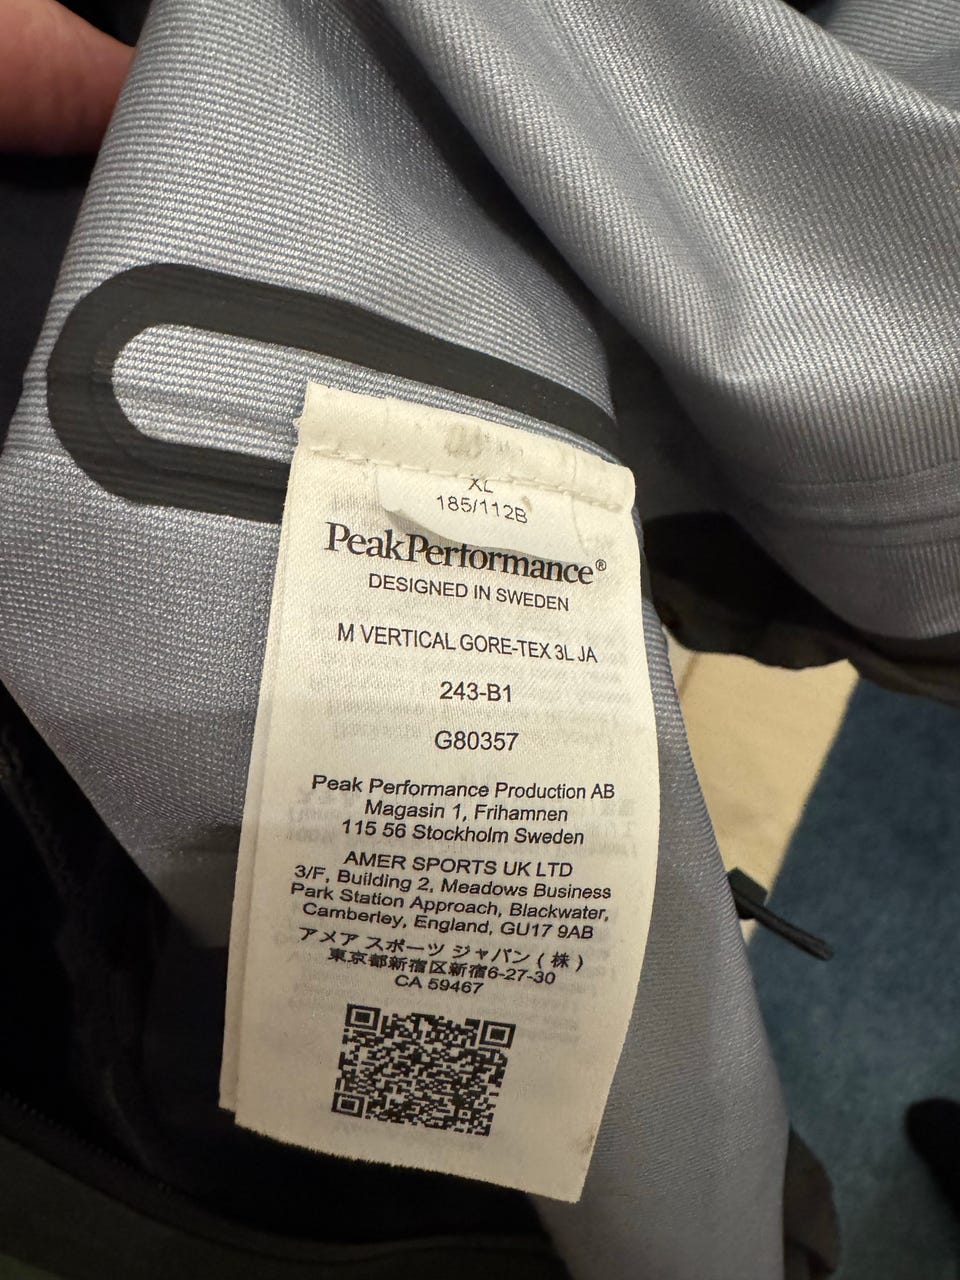 XL
185/112B
PeakPerformance®
DESIGNED IN SWEDEN
M VERTICAL GORE-TEX 3L JA
243-B1
G80357
Peak Performance Production AB
Magasin 1, Frihamnen
115 56 Stockholm Sweden
AMER SPORTS UK LTD
3/F, Building 2, Meadows Business
Park Station Approach, Blackwater,
Camberley, England, GU17 9AB
アメア スポーツ ジャパン ( 株 )
東京都新宿区新宿6-27-30
CA 59467